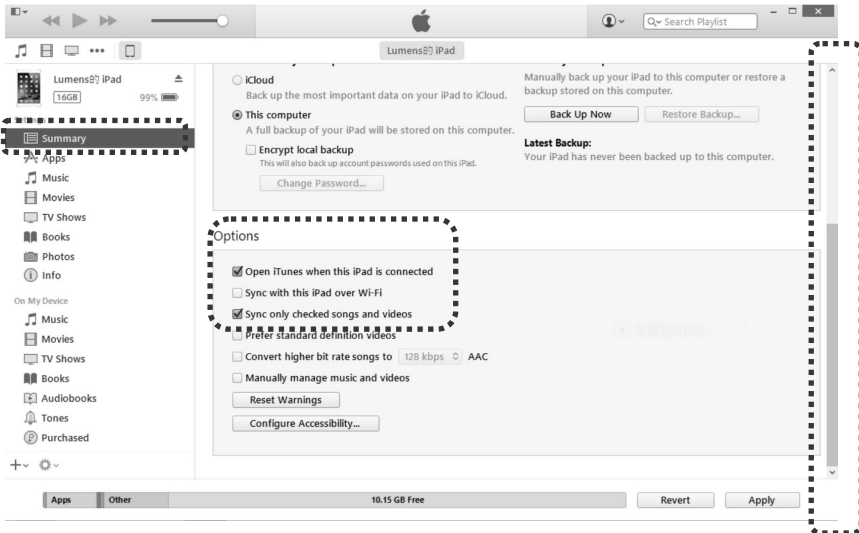 Search Playlist
Lumens的 iPad
Lumens的 iPad
16GB
99%
Settings
Summary
Apps
Music
Movies
TV Shows
Books
Photos
Info
On My Device
Music
Movies
TV Shows
Books
Audiobooks
Tones
Purchased
iCloud
Back up the most important data on your iPad to iCloud.
This computer
A full backup of your iPad will be stored on this computer.
Encrypt local backup
This will also back up account passwords used on this iPad.
Change Password...
Manually back up your iPad to this computer or restore a
backup stored on this computer.
Back Up Now
Restore Backup...
Latest Backup:
Your iPad has never been backed up to this computer.
Options
Open iTunes when this iPad is connected
Sync with this iPad over Wi-Fi
Sync only checked songs and videos
Prefer standard definition videos
Convert higher bit rate songs to 128 kbps AAC
Manually manage music and videos
Reset Warnings
Configure Accessibility...
Apps
Other
10.15 GB Free
Revert
Apply